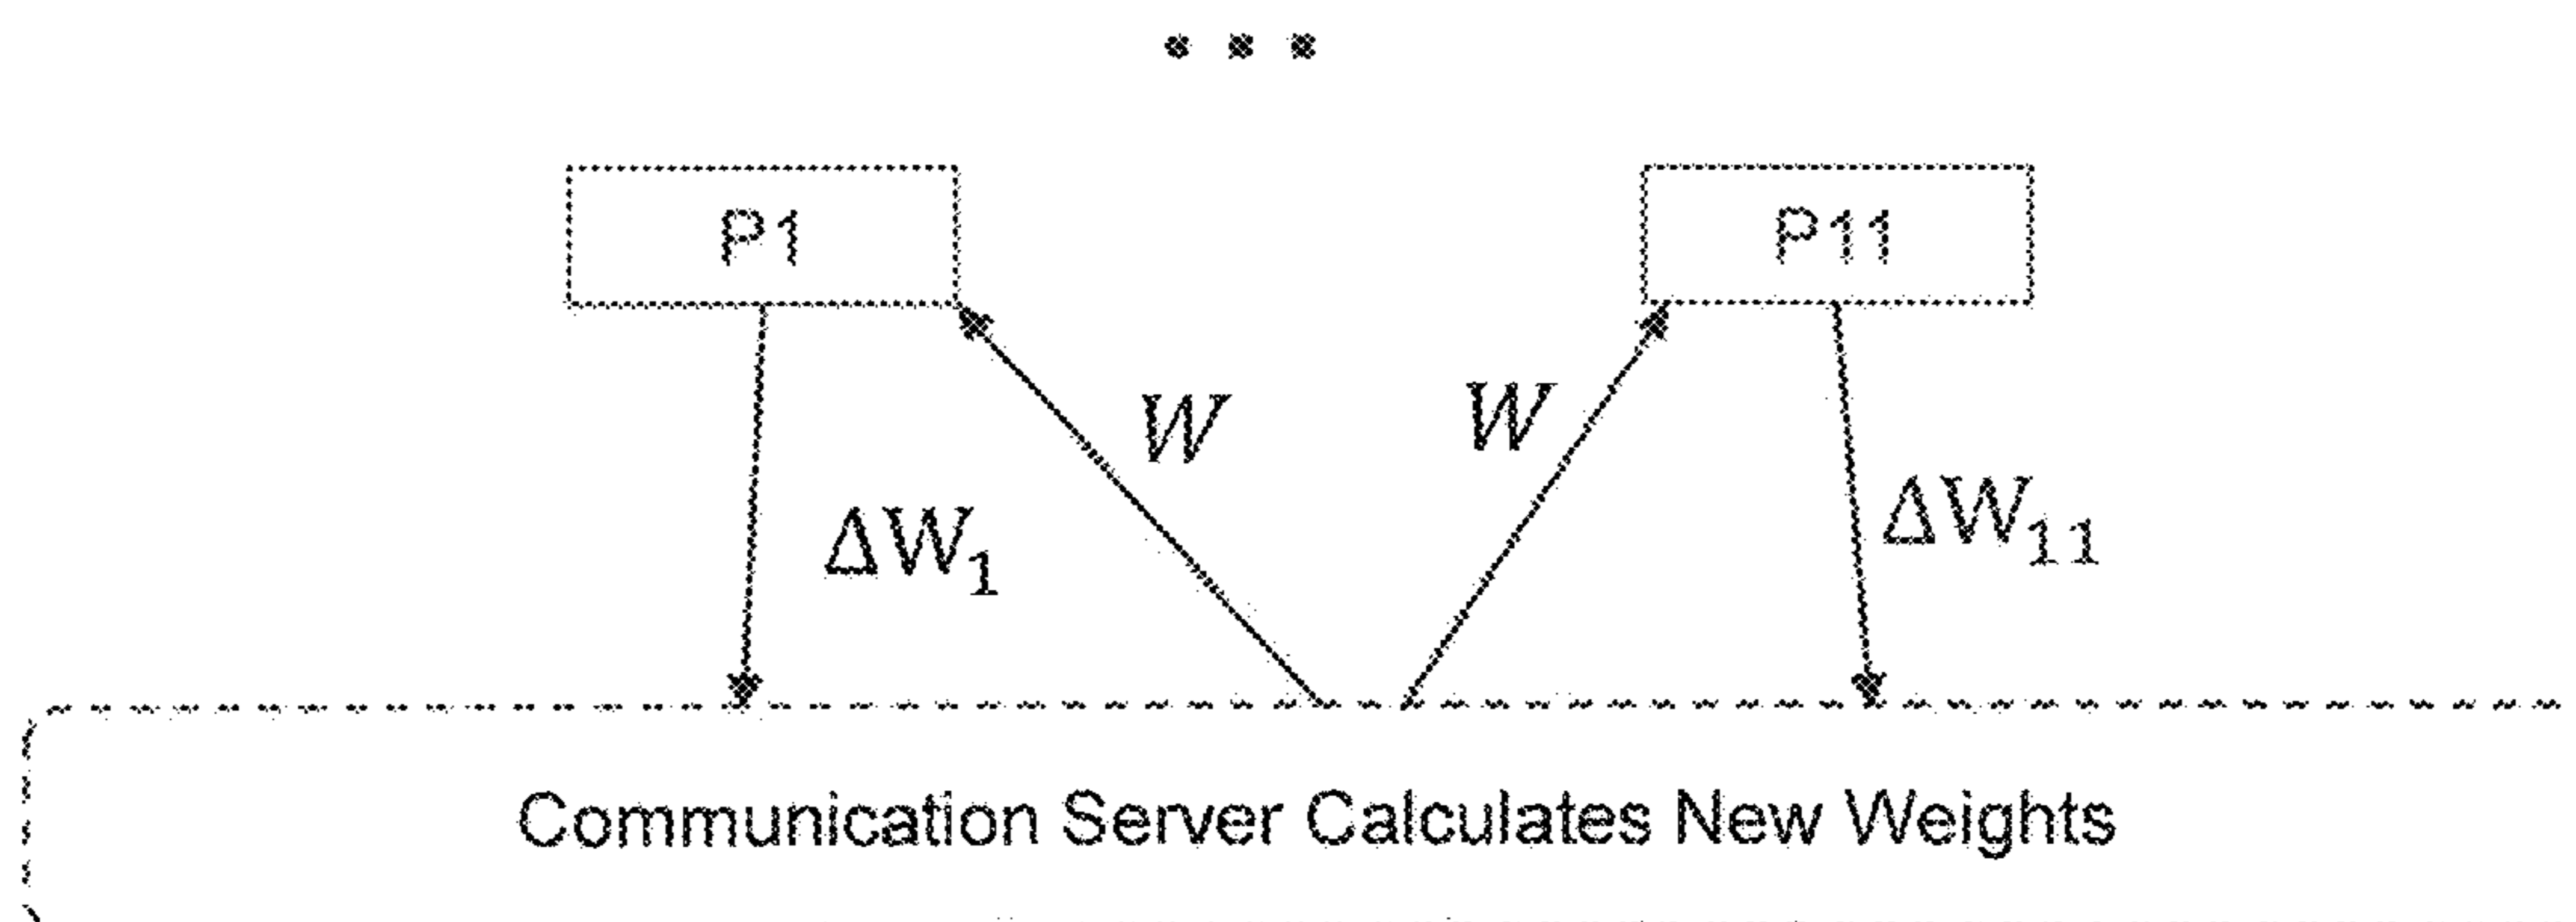 ...
P1 P11
W W
ΔW₁ ΔW₁₁
Communication Server Calculates New Weights